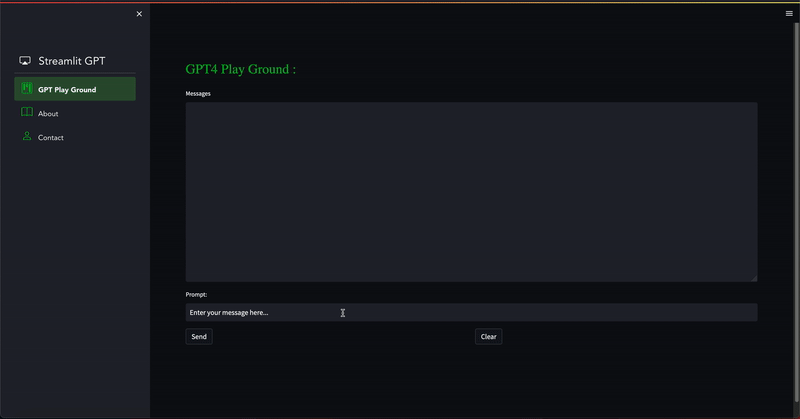 Streamlit GPT
GPT Play Ground
About
Contact
GPT4 Play Ground :
Messages
Prompt:
Enter your message here...
Send
Clear